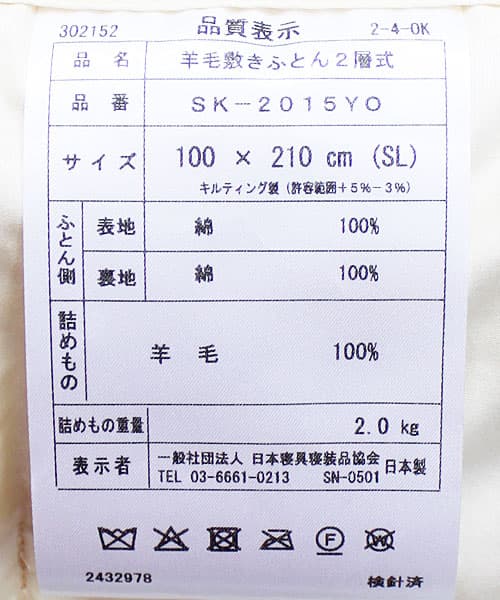 302152 品質表示 2-4-OK
品名 羊毛敷きふとん2層式
品番 SK-2015YO
サイズ 100 × 210 cm (SL)
キルティング製(許容範囲+5%-3%)
ふとん側 表地 綿 100%
裏地 綿 100%
詰めもの 羊毛 100%
詰めもの重量 2.0 kg
表示者 一般社団法人 日本寝具寝装品協会 日本製
TEL 03-6661-0213 SN-0501
F W
2432978 検針済